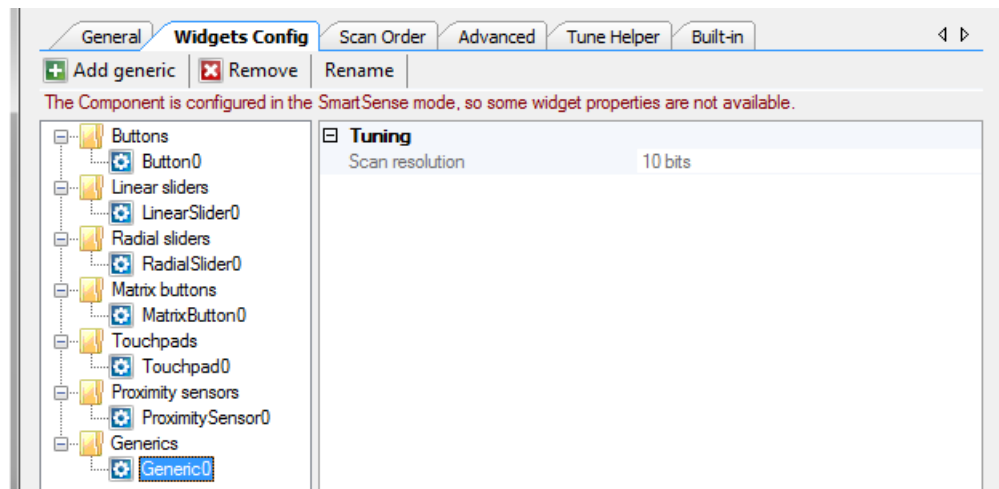 General Widgets Config Scan Order Advanced Tune Helper Built-in
Add generic Remove Rename
The Component is configured in the SmartSense mode, so some widget properties are not available.
Buttons
Button0
Linear sliders
LinearSlider0
Radial sliders
RadialSlider0
Matrix buttons
MatrixButton0
Touchpads
Touchpad0
Proximity sensors
ProximitySensor0
Generics
Generic0
Tuning
Scan resolution 10 bits